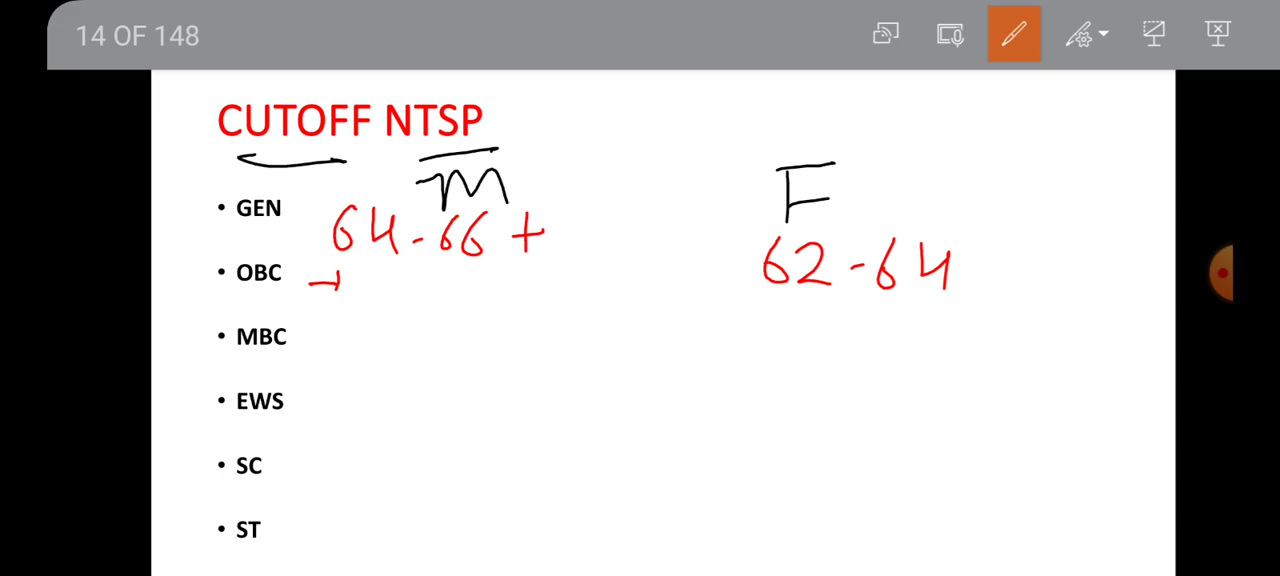 14 OF 148
CUTOFF NTSP
M F
• GEN 64-66+ 62-64
• OBC
• MBC
• EWS
• SC
• ST